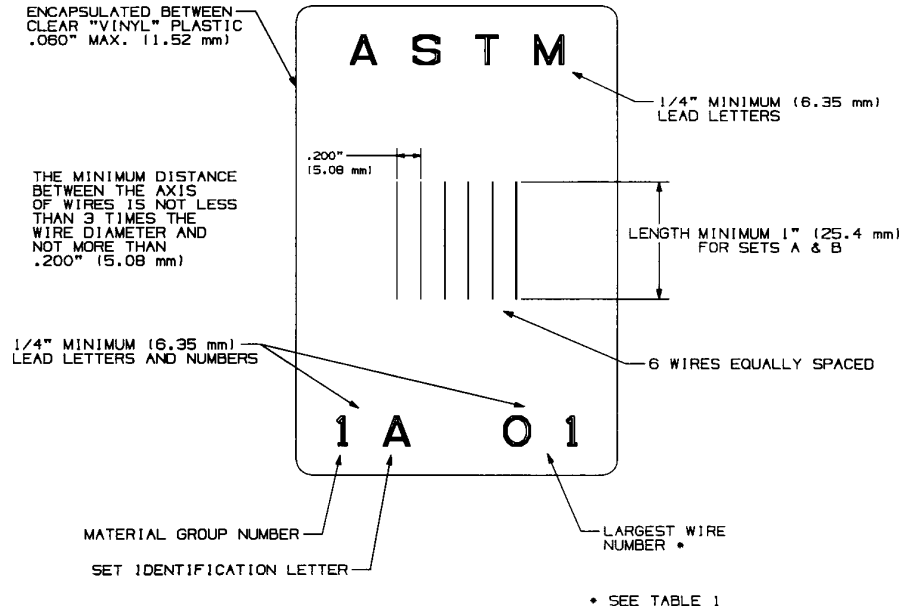 ENCAPSULATED BETWEEN
CLEAR "VINYL" PLASTIC
.060" MAX. (1.52 mm)
A S T M
1/4" MINIMUM (6.35 mm)
LEAD LETTERS
.200"
(5.08 mm)
THE MINIMUM DISTANCE
BETWEEN THE AXIS
OF WIRES IS NOT LESS
THAN 3 TIMES THE
WIRE DIAMETER AND
NOT MORE THAN
.200" (5.08 mm)
LENGTH MINIMUM 1" (25.4 mm)
FOR SETS A & B
1/4" MINIMUM (6.35 mm)
LEAD LETTERS AND NUMBERS
6 WIRES EQUALLY SPACED
1 A 01
MATERIAL GROUP NUMBER
SET IDENTIFICATION LETTER
LARGEST WIRE
NUMBER *
* SEE TABLE 1